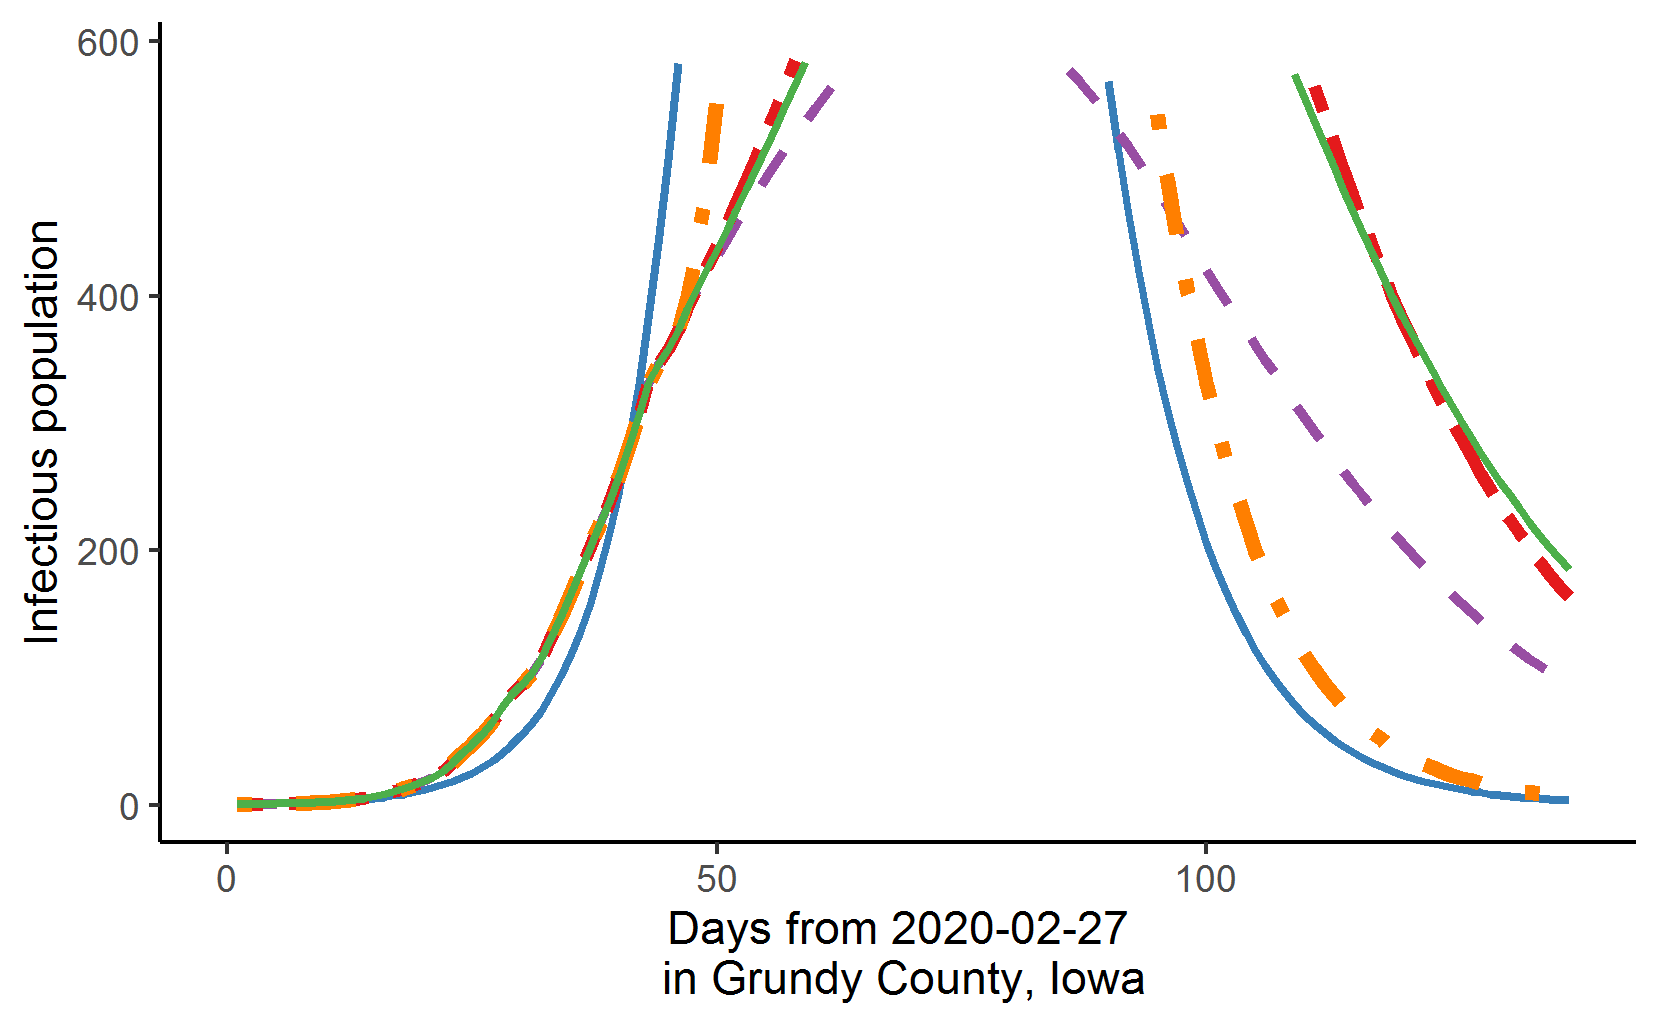 600
400
200
0
Infectious population
0 50 100
Days from 2020-02-27
in Grundy County, Iowa